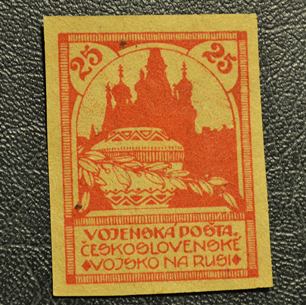 25 25
VOJENSKÁ POŠTA.
ČESKOSLOVENSKÉ
VOJSKO NA RUSI